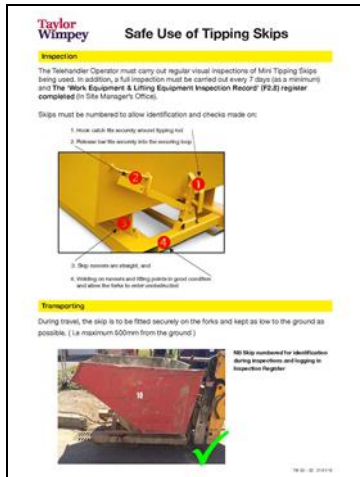 Taylor
Wimpey
Safe Use of Tipping Skips
Inspection
The Telehandler Operator must carry out regular visual inspections of Mini Tipping Skips
being used. In addition, a full inspection must be carried out every 7 days (as a minimum)
and The 'Work Equipment & Lifting Equipment Inspection Record' (F2.8) register
completed (in Site Manager's Office).
Skips must be numbered to allow identification and checks made on:
1. Hook catch fits securely around tipping rod
2. Release bar fits securely into the securing loop
1
2
3
4
3. Skip runners are straight, and
4. Welding on runners and lifting points in good condition
and allow the forks to enter unobstructed
Transporting
During travel, the skip is to be fitted securely on the forks and kept as low to the ground as
possible. ( i.e maximum 500mm from the ground )
NB Skip numbered for identification
during inspections and logging in
Inspection Register
10